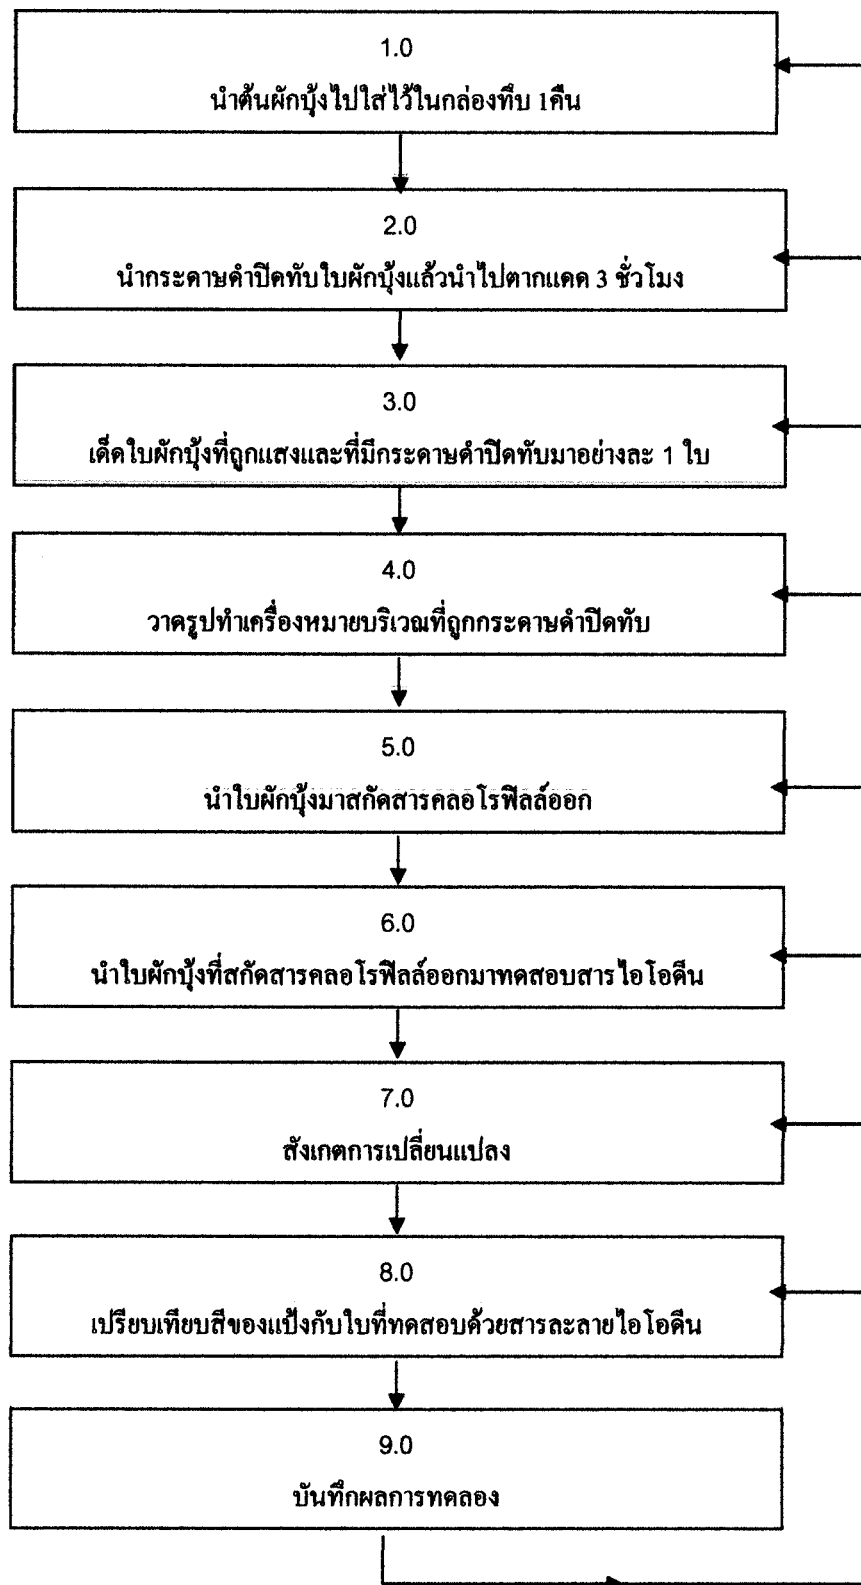 1.0
นำต้นผักบุ้งไปใส่ไว้ในกล่องทึบ 1คืน
2.0
นำกระดาษดำปิดทับใบผักบุ้งแล้วนำไปตากแดด 3 ชั่วโมง
3.0
เด็ดใบผักบุ้งที่ถูกแสงและที่มีกระดาษดำปิดทับมาอย่างละ 1 ใบ
4.0
วาดรูปทำเครื่องหมายบริเวณที่ถูกกระดาษดำปิดทับ
5.0
นำใบผักบุ้งมาสกัดสารคลอโรฟิลล์ออก
6.0
นำใบผักบุ้งที่สกัดสารคลอโรฟิลล์ออกมาทดสอบสารไอโอดีน
7.0
สังเกตการเปลี่ยนแปลง
8.0
เปรียบเทียบสีของแป้งกับใบที่ทดสอบด้วยสารละลายไอโอดีน
9.0
บันทึกผลการทดลอง